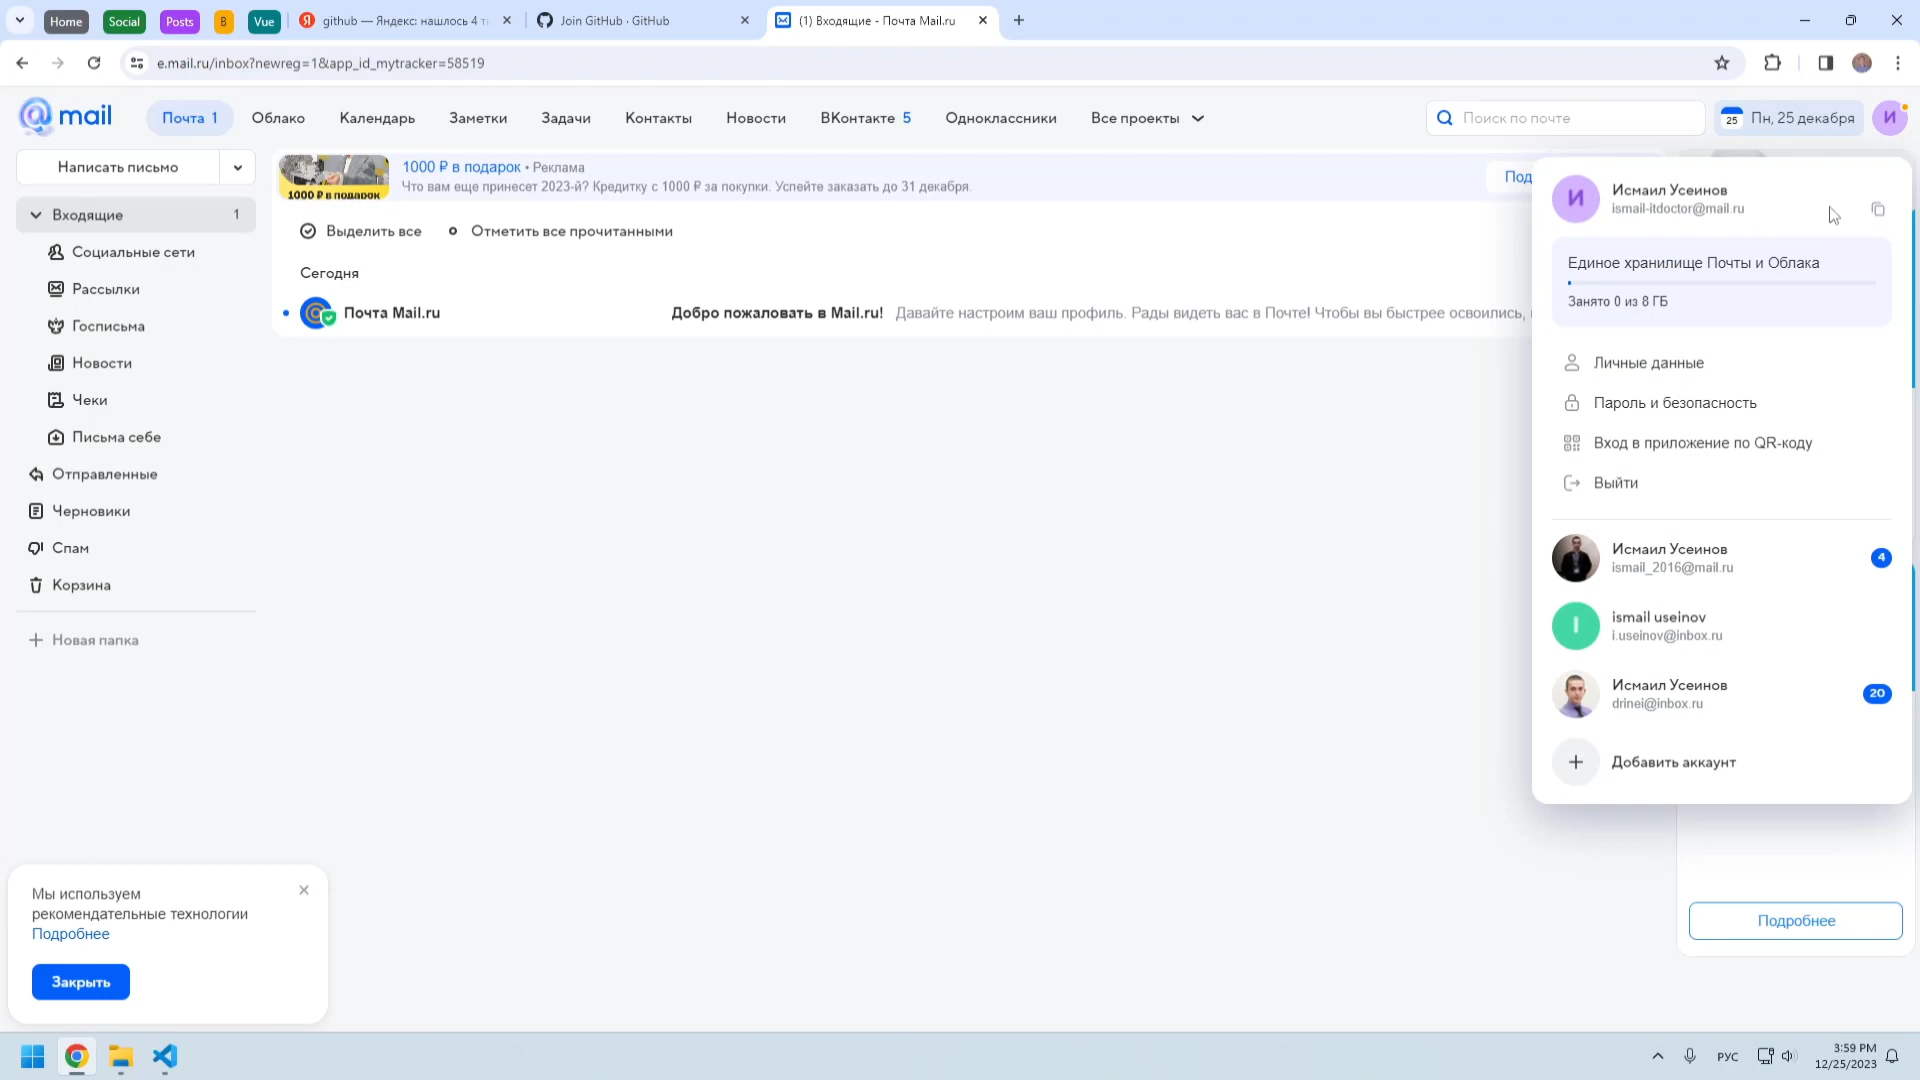 Home
Social
Posts
B
Vue
github — Яндекс: нашлось 4 т
Join GitHub · GitHub
(1) Входящие - Почта Mail.ru
e.mail.ru/inbox?newreg=1&app_id_mytracker=58519
mail
Почта 1
Облако
Календарь
Заметки
Задачи
Контакты
Новости
ВКонтакте 5
Одноклассники
Все проекты
Поиск по почте
25
Пн, 25 декабря
И
Написать письмо
1000 ₽ в подарок
1000 ₽ в подарок • Реклама
Что вам еще принесет 2023-й? Кредитку с 1000 ₽ за покупки. Успейте заказать до 31 декабря.
Под
Входящие 1
Социальные сети
Рассылки
Госписьма
Новости
Чеки
Письма себе
Отправленные
Черновики
Спам
Корзина
Новая папка
Выделить все
Отметить все прочитанными
Сегодня
Почта Mail.ru
Добро пожаловать в Mail.ru! Давайте настроим ваш профиль. Рады видеть вас в Почте! Чтобы вы быстрее освоились,
И
Исмаил Усеинов
ismail-itdoctor@mail.ru
Единое хранилище Почты и Облака
Занято 0 из 8 ГБ
Личные данные
Пароль и безопасность
Вход в приложение по QR-коду
Выйти
Исмаил Усеинов
ismail_2016@mail.ru
4
I
ismail useinov
i.useinov@inbox.ru
Исмаил Усеинов
drinei@inbox.ru
20
Добавить аккаунт
Подробнее
Мы используем
рекомендательные технологии
Подробнее
Закрыть
РУС
3:59 PM
12/25/2023